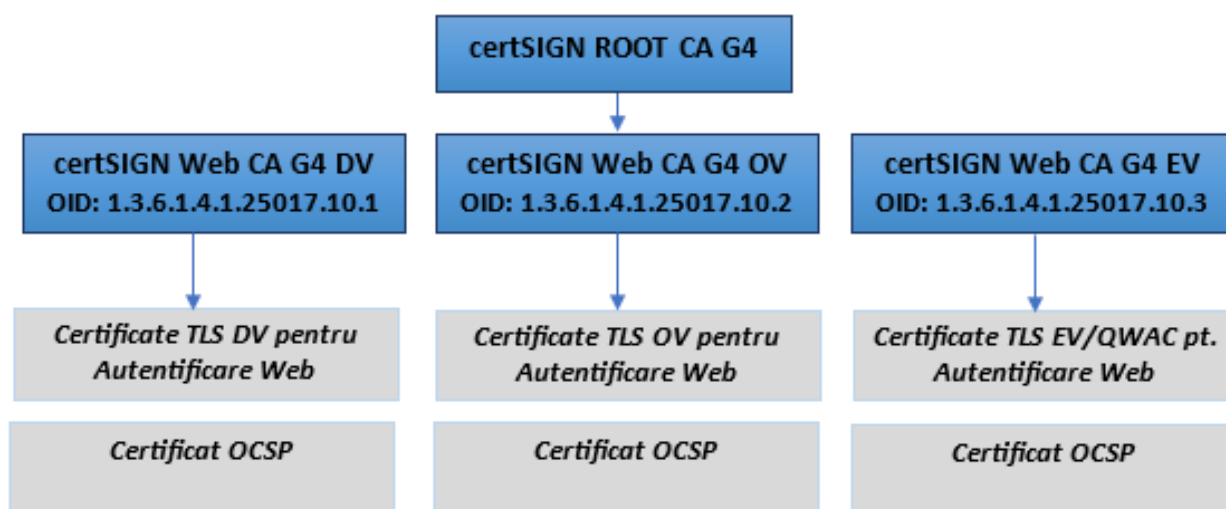 certSIGN ROOT CA G4
certSIGN Web CA G4 DV
OID: 1.3.6.1.4.1.25017.10.1
certSIGN Web CA G4 OV
OID: 1.3.6.1.4.1.25017.10.2
certSIGN Web CA G4 EV
OID: 1.3.6.1.4.1.25017.10.3
Certificate TLS DV pentru
Autentificare Web
Certificate TLS OV pentru
Autentificare Web
Certificate TLS EV/QWAC pt.
Autentificare Web
Certificat OCSP
Certificat OCSP
Certificat OCSP